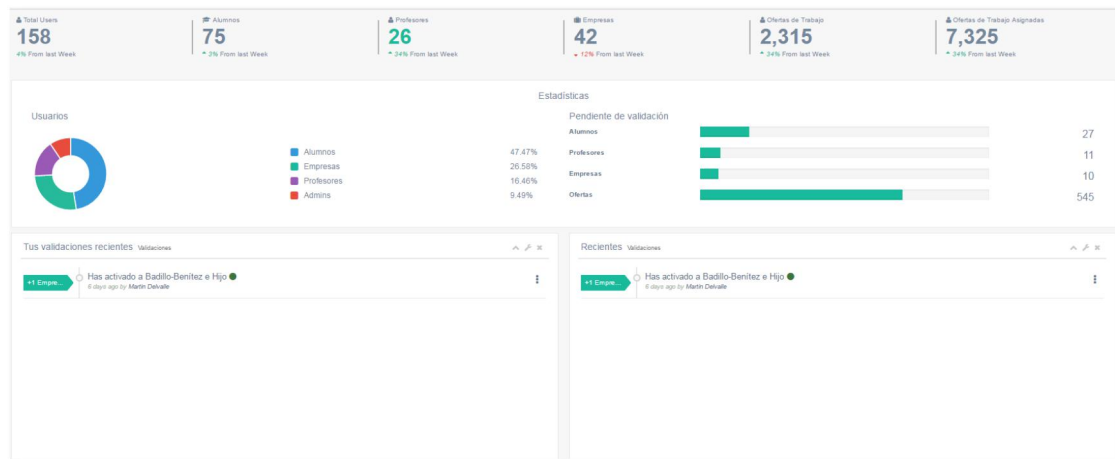 Total Users
158
4% From last Week
Alumnos
75
3% From last Week
Profesores
26
34% From last Week
Empresas
42
12% From last Week
Ofertas de Trabajo
2,315
34% From last Week
Ofertas de Trabajo Asignadas
7,325
34% From last Week
Estadísticas
Usuarios
Alumnos 47.47%
Empresas 26.58%
Profesores 16.46%
Admins 9.49%
Pendiente de validación
Alumnos 27
Profesores 11
Empresas 10
Ofertas 545
Tus validaciones recientes Validaciones
+1 Empre...
Has activado a Badillo-Benítez e Hijo
6 days ago by Martin Delvalle
Recientes Validaciones
+1 Empre...
Has activado a Badillo-Benítez e Hijo
6 days ago by Martin Delvalle